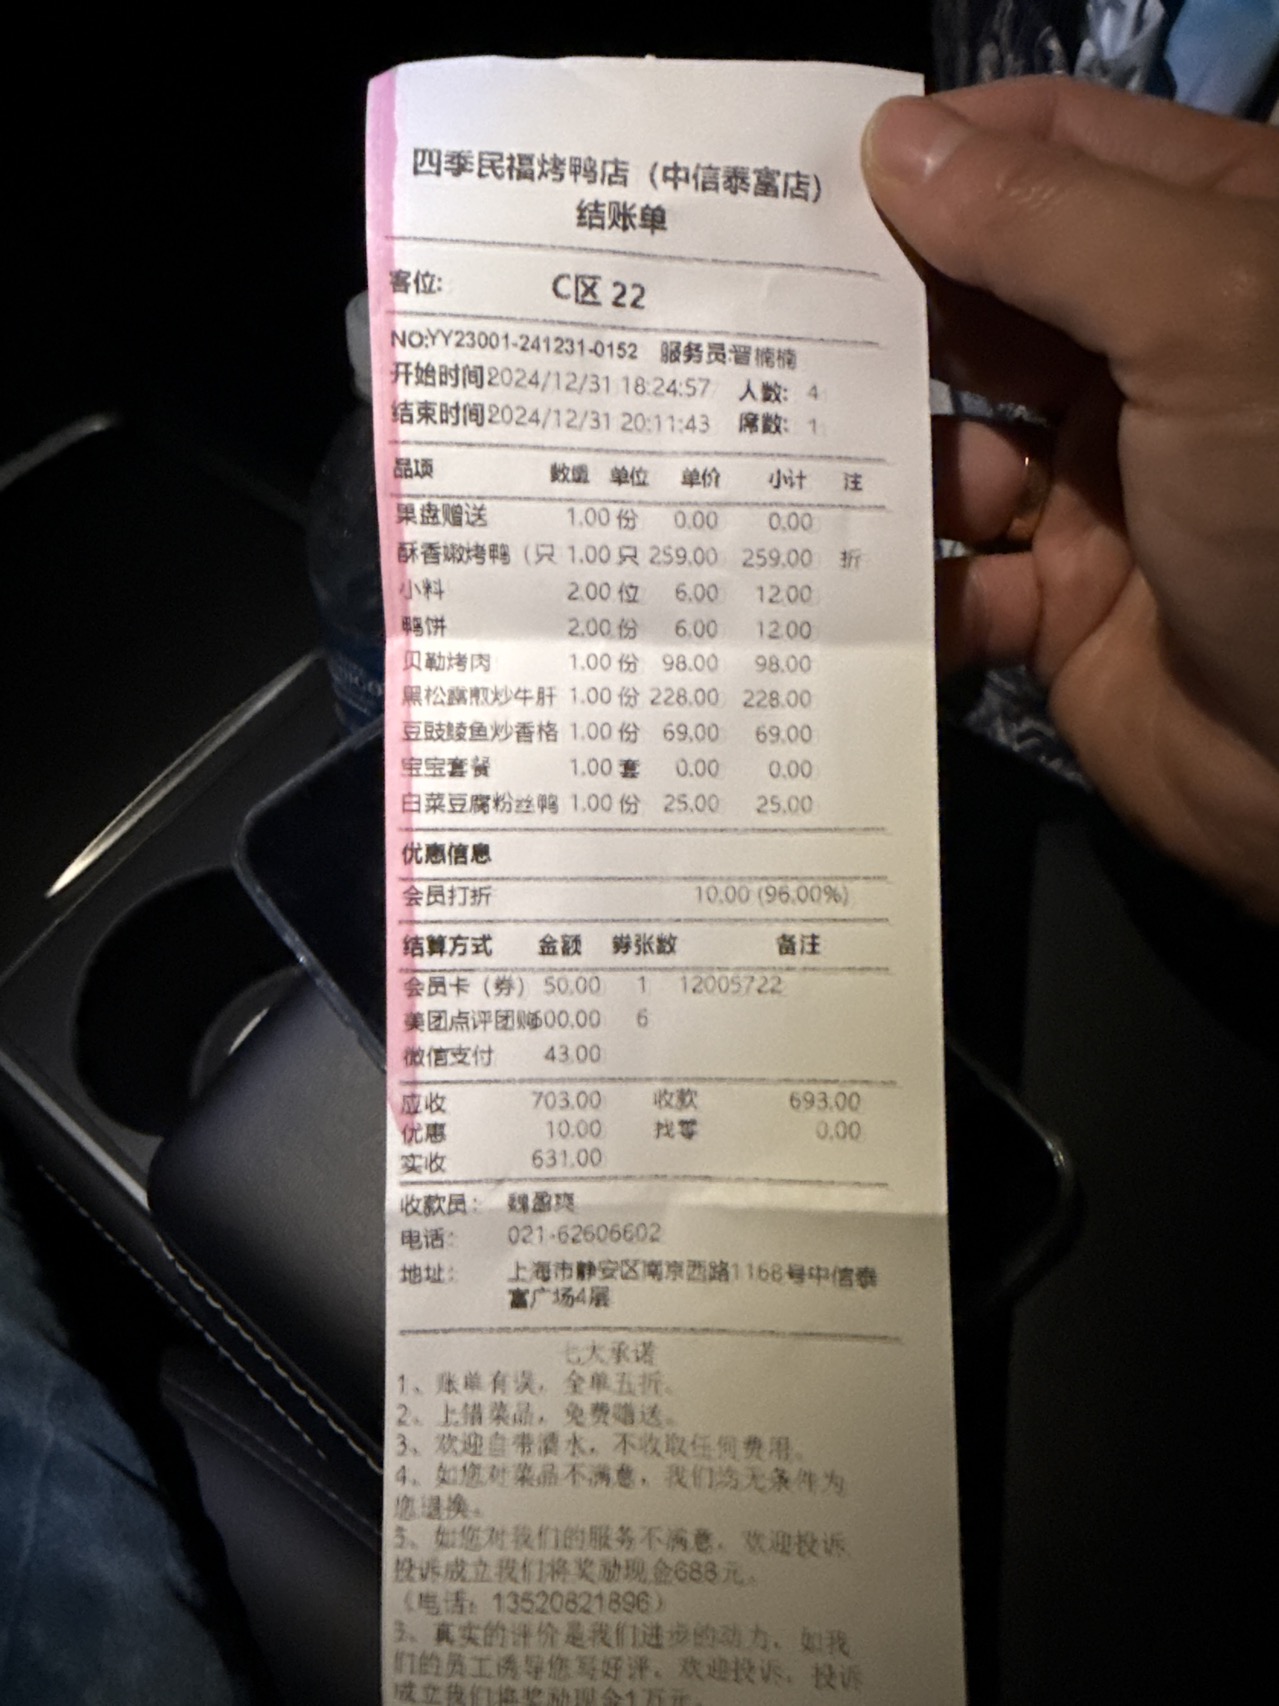 四季民福烤鸭店（中信泰富店）
结账单
客位: C区 22
NO:YY23001-241231-0152 服务员:晋楠楠
开始时间2024/12/31 18:24:57 人数: 4
结束时间2024/12/31 20:11:43 席数: 1
品项 数量 单位 单价 小计 注
果盘赠送 1.00 份 0.00 0.00
酥香嫩烤鸭（只 1.00 只 259.00 259.00 折
小料 2.00 位 6.00 12.00
鸭饼 2.00 份 6.00 12.00
贝勒烤肉 1.00 份 98.00 98.00
黑松露煎炒牛肝 1.00 份 228.00 228.00
豆豉鲮鱼炒香格 1.00 份 69.00 69.00
宝宝套餐 1.00 套 0.00 0.00
白菜豆腐粉丝鸭 1.00 份 25.00 25.00
优惠信息
会员打折 10.00 (96.00%)
结算方式 金额 券张数 备注
会员卡（券） 50.00 1 12005722
美团点评团购600.00 6
微信支付 43.00
应收 703.00 收款 693.00
优惠 10.00 找零 0.00
实收 631.00
收款员: 魏盈爽
电话: 021-62606602
地址: 上海市静安区南京西路1168号中信泰
富广场4层
七大承诺
1、账单有误，全单五折。
2、上错菜品，免费赠送。
3、欢迎自带酒水，不收取任何费用。
4、如您对菜品不满意，我们均无条件为
您退换。
5、如您对我们的服务不满意，欢迎投诉，
投诉成立我们将奖励现金688元。
（电话：13520821896）
、真实的评价是我们进步的动力，如我
们的员工诱导您写好评，欢迎投诉，投诉
成立我们将奖励现金1万元。